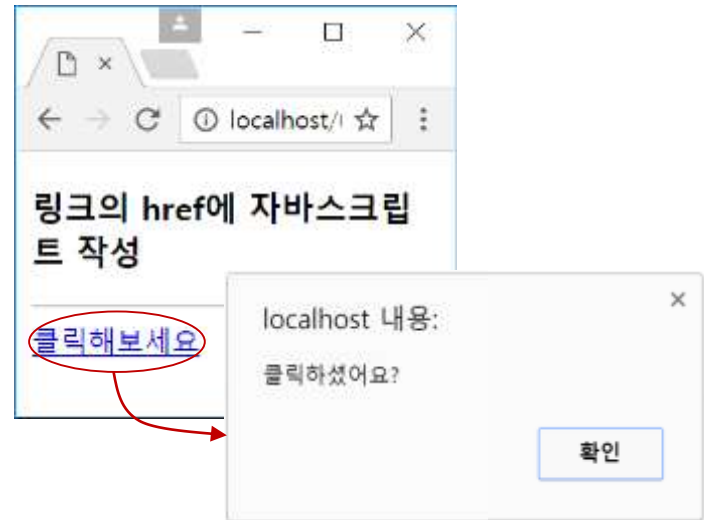 localhost/
링크의 href에 자바스크립
트 작성
클릭해보세요
localhost 내용:
클릭하셨어요?
확인